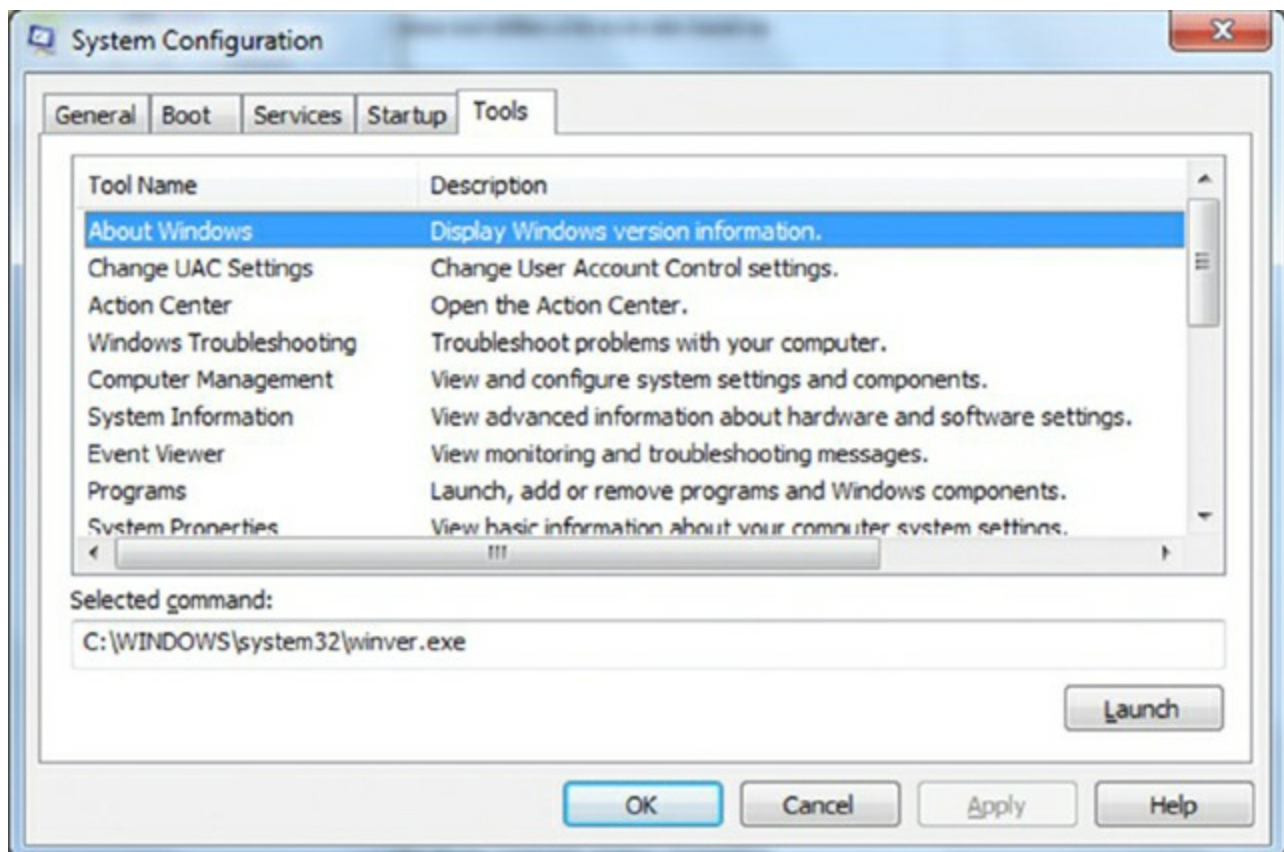 System Configuration
General Boot Services Startup Tools
Tool Name Description
About Windows Display Windows version information.
Change UAC Settings Change User Account Control settings.
Action Center Open the Action Center.
Windows Troubleshooting Troubleshoot problems with your computer.
Computer Management View and configure system settings and components.
System Information View advanced information about hardware and software settings.
Event Viewer View monitoring and troubleshooting messages.
Programs Launch, add or remove programs and Windows components.
System Properties View basic information about your computer system settings.
Selected command:
C:\WINDOWS\system32\winver.exe
Launch
OK Cancel Apply Help